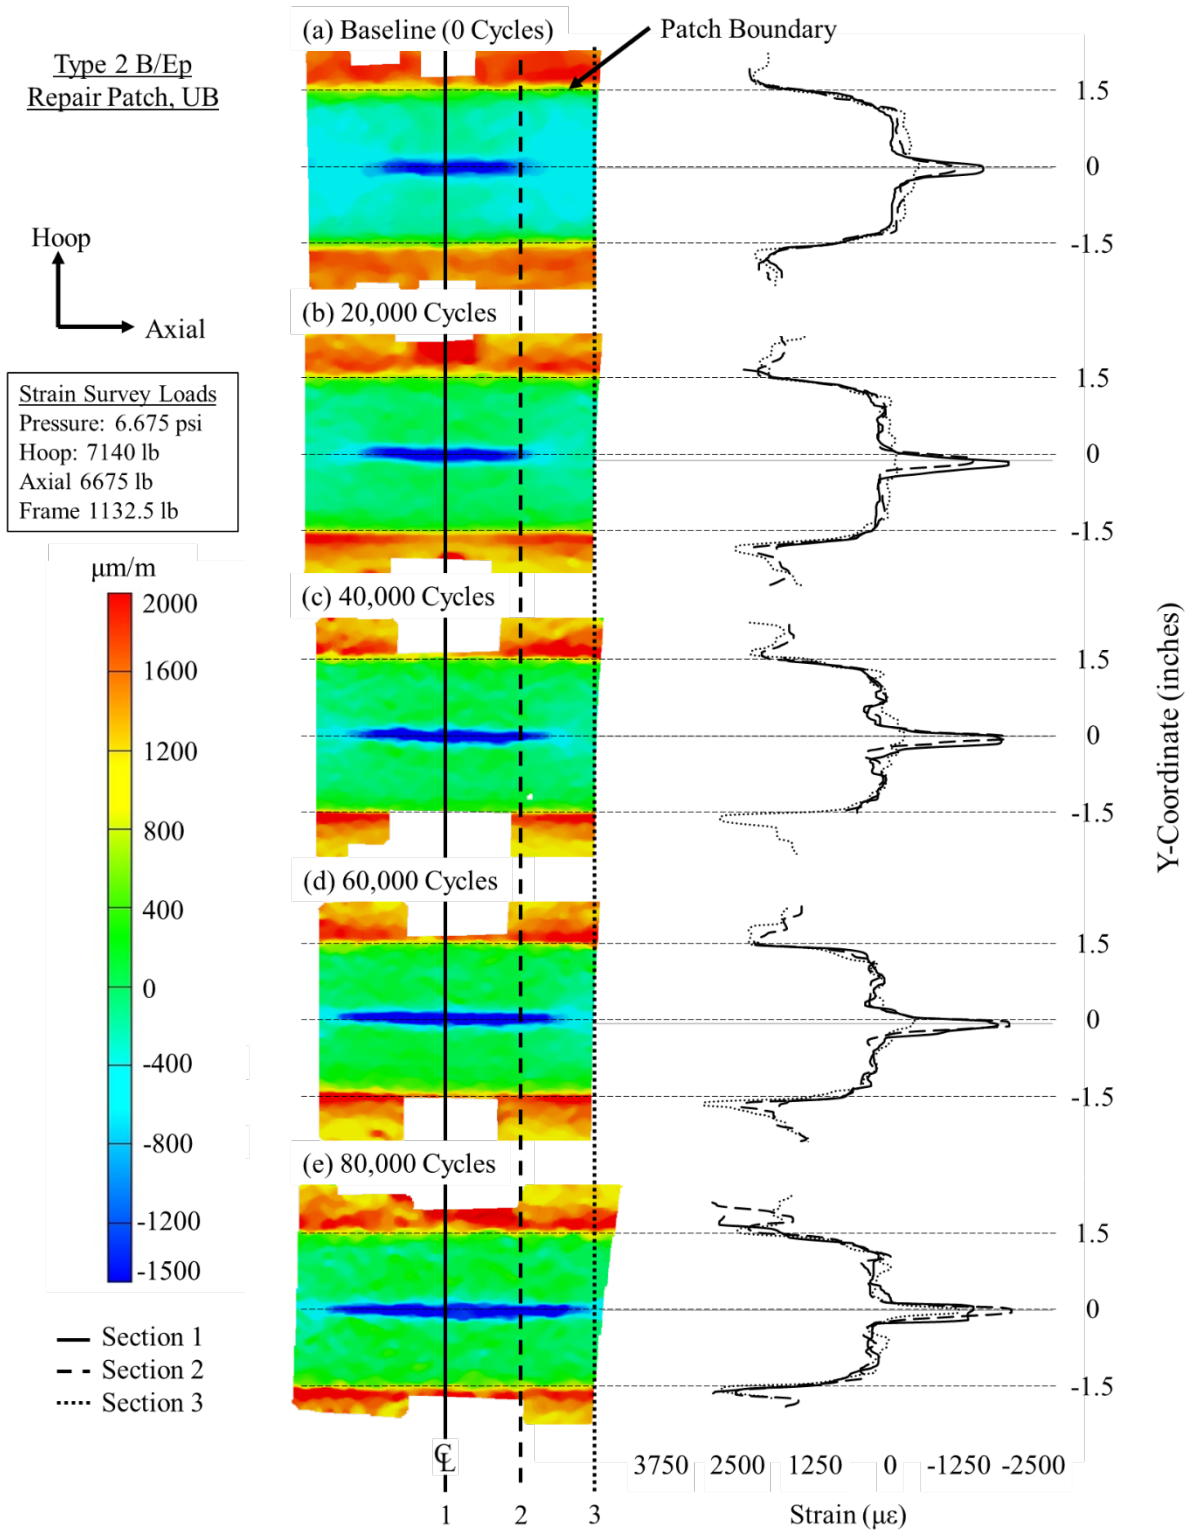 (a) Baseline (0 Cycles)
Patch Boundary
Type 2 B/Ep
Repair Patch, UB
1.5
0
-1.5
Hoop
Axial
(b) 20,000 Cycles
1.5
0
-1.5
Strain Survey Loads
Pressure: 6.675 psi
Hoop: 7140 lb
Axial 6675 lb
Frame 1132.5 lb
(c) 40,000 Cycles
1.5
0
-1.5
μm/m
2000
1600
1200
800
400
0
-400
-800
-1200
-1500
Y-Coordinate (inches)
(d) 60,000 Cycles
1.5
0
-1.5
(e) 80,000 Cycles
1.5
0
-1.5
Section 1
Section 2
Section 3
℄
3750 2500 1250 0 -1250 -2500
1 2 3
Strain (με)